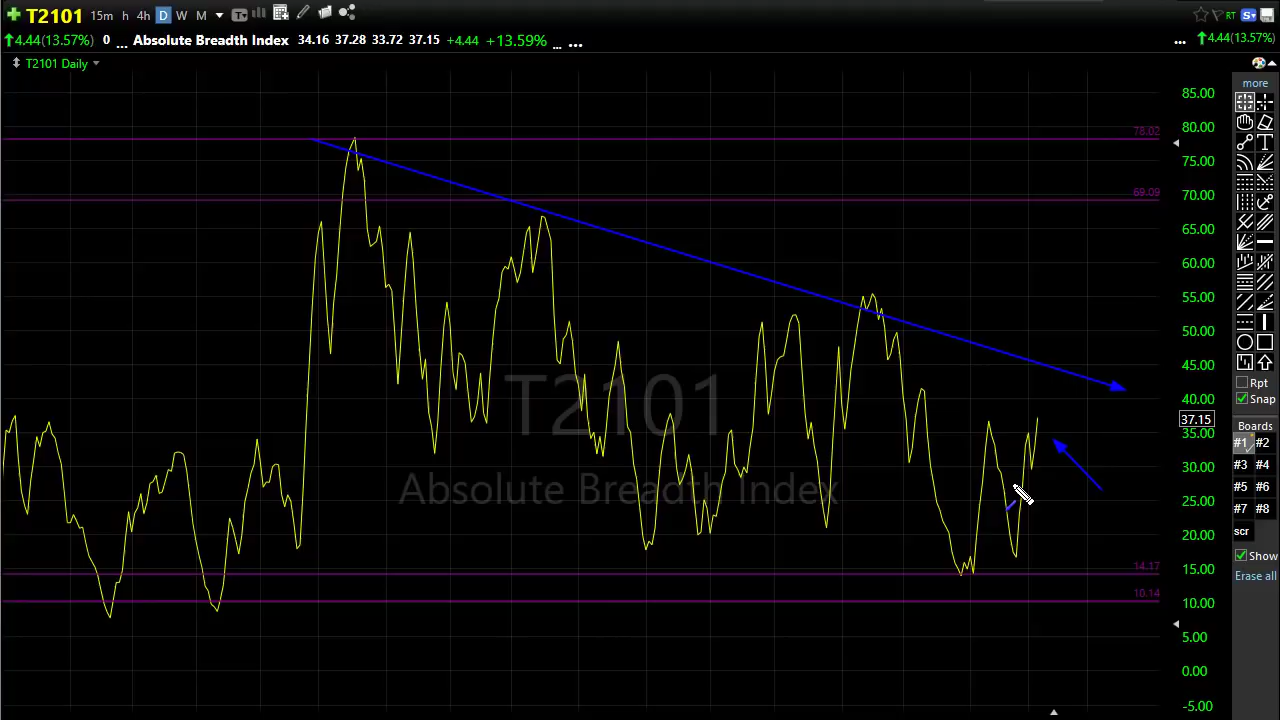 T2101 15m h 4h D W M T RT S
4.44(13.57%) 0 ... Absolute Breadth Index 34.16 37.28 33.72 37.15 +4.44 +13.59% ... ... ... 4.44(13.57%)
T2101 Daily
more
85.00
78.02 80.00
75.00
69.09 70.00
65.00
60.00
55.00
50.00
45.00
T2101
Absolute Breadth Index
40.00
37.15
35.00
30.00
25.00
20.00
14.17 15.00
10.14 10.00
5.00
0.00
-5.00
T
Rpt
Snap
Boards
#1 #2
#3 #4
#5 #6
#7 #8
scr
Show
Erase all